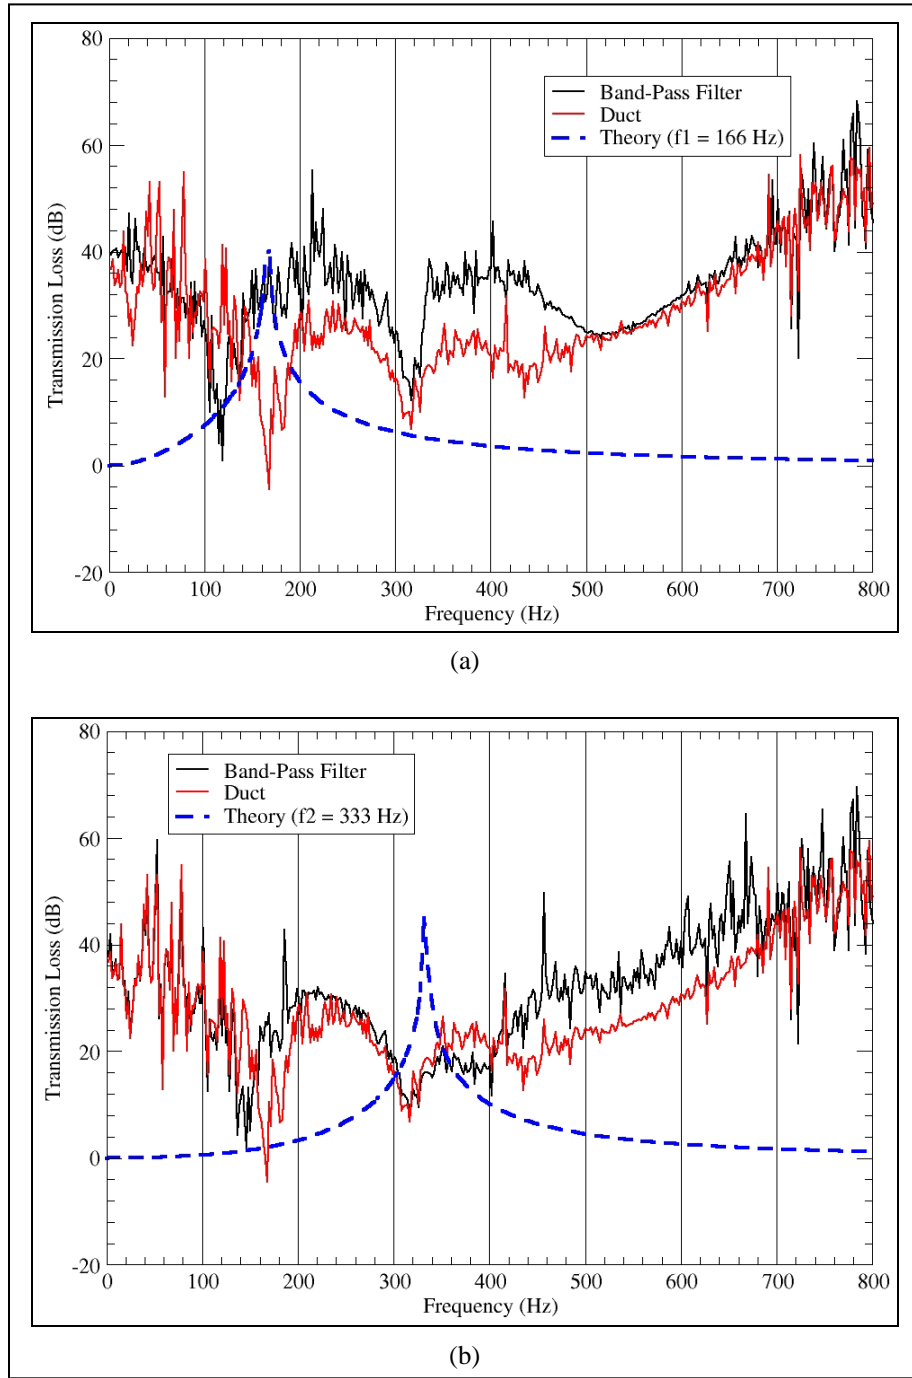 80
60
40
20
0
-20
Transmission Loss (dB)
Band-Pass Filter
Duct
Theory (f1 = 166 Hz)
0 100 200 300 400 500 600 700 800
Frequency (Hz)
(a)
80
60
40
20
0
-20
Transmission Loss (dB)
Band-Pass Filter
Duct
Theory (f2 = 333 Hz)
0 100 200 300 400 500 600 700 800
Frequency (Hz)
(b)